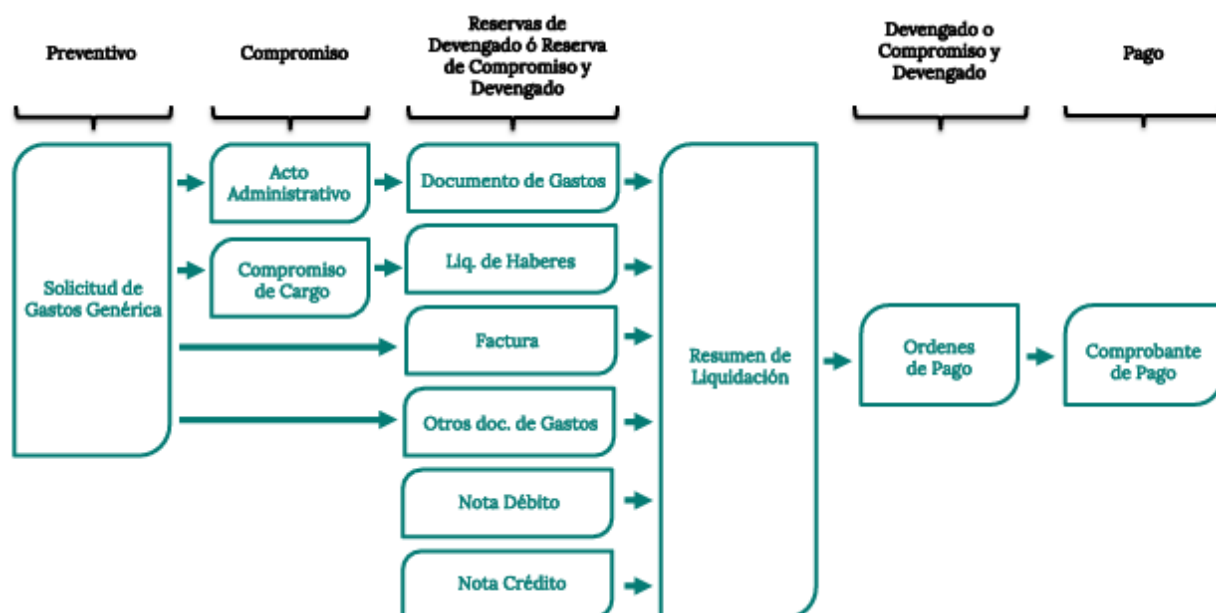 Preventivo
Compromiso
Reservas de
Devengado ó Reserva
de Compromiso y
Devengado
Devengado o
Compromiso y
Devengado
Pago
Solicitud de
Gastos Genérica
Acto
Administrativo
Compromiso
de Cargo
Documento de Gastos
Liq. de Haberes
Factura
Otros doc. de Gastos
Nota Débito
Nota Crédito
Resumen de
Liquidación
Ordenes
de Pago
Comprobante
de Pago